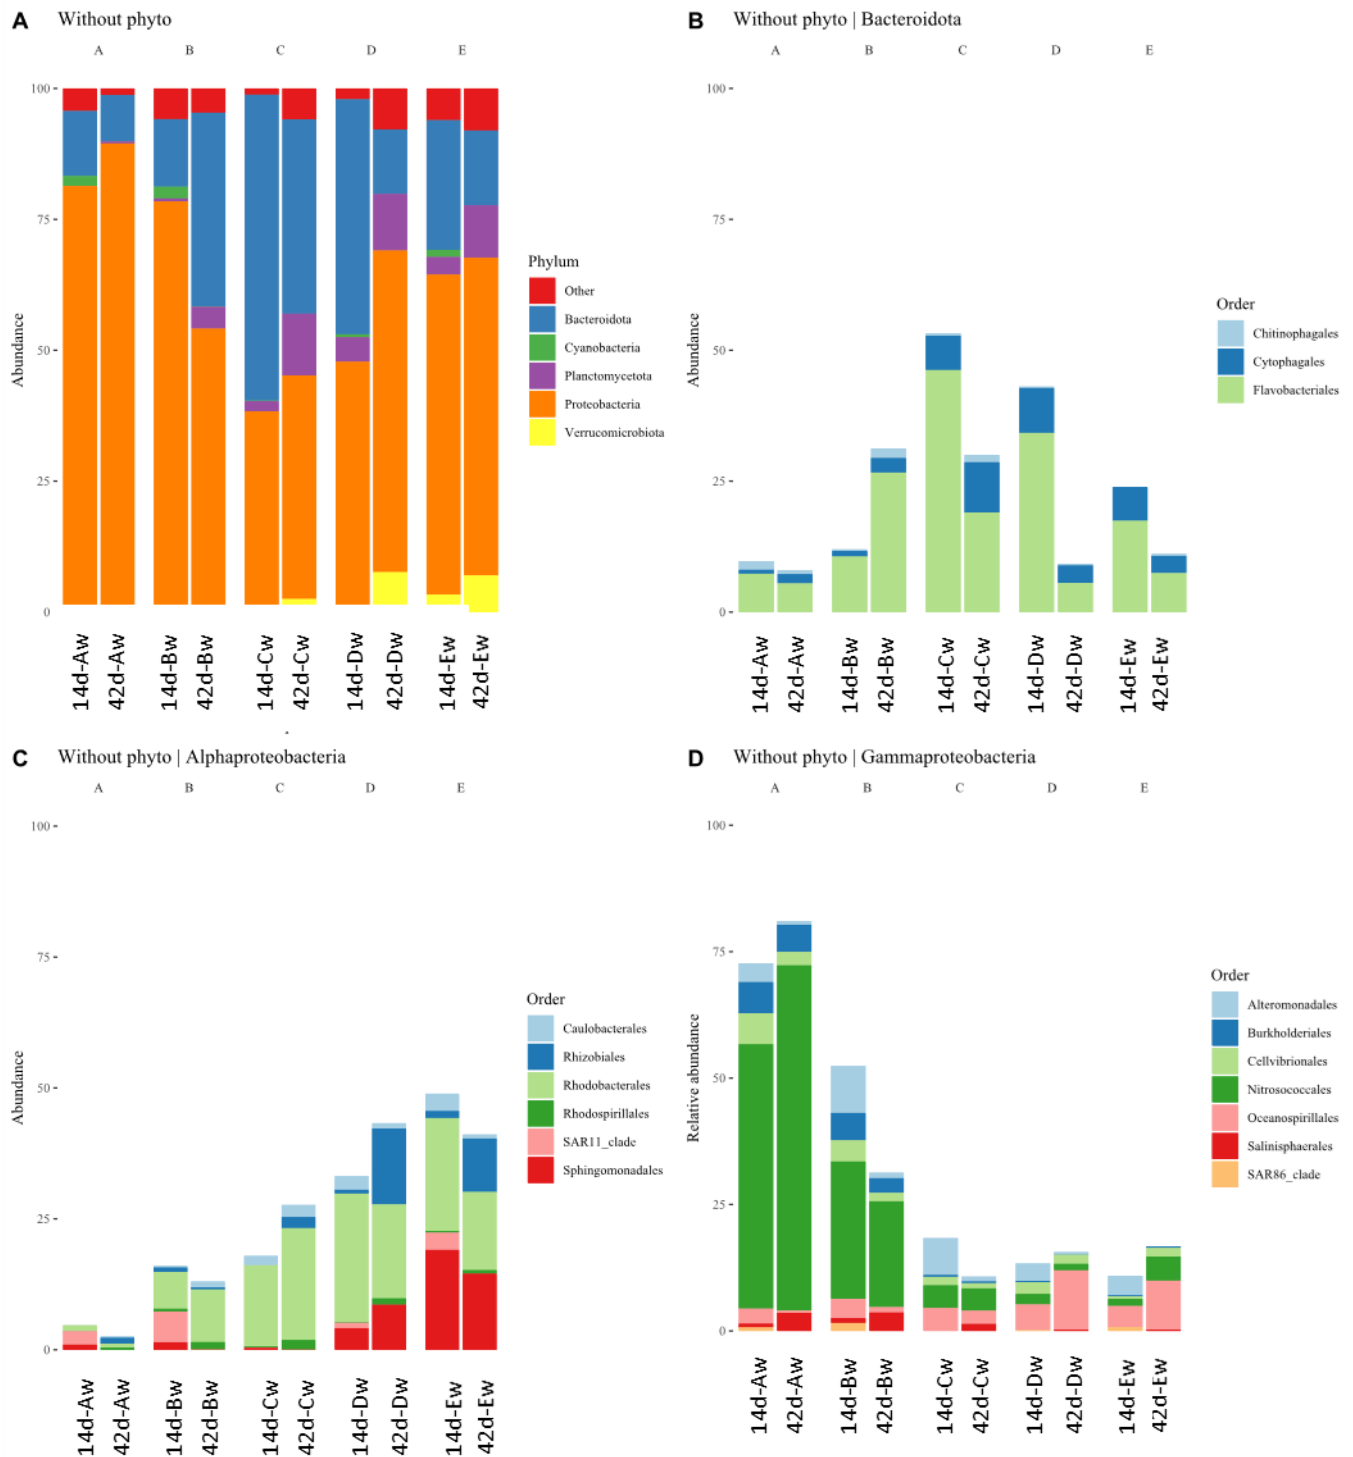 A Without phyto
A B C D E
100
75
50
25
0
Abundance
14d-Aw 42d-Aw 14d-Bw 42d-Bw 14d-Cw 42d-Cw 14d-Dw 42d-Dw 14d-Ew 42d-Ew
Phylum
Other
Bacteroidota
Cyanobacteria
Planctomycetota
Proteobacteria
Verrucomicrobiota
B Without phyto | Bacteroidota
A B C D E
100
75
50
25
0
Abundance
14d-Aw 42d-Aw 14d-Bw 42d-Bw 14d-Cw 42d-Cw 14d-Dw 42d-Dw 14d-Ew 42d-Ew
Order
Chitinophagales
Cytophagales
Flavobacteriales
C Without phyto | Alphaproteobacteria
A B C D E
100
75
50
25
0
Abundance
14d-Aw 42d-Aw 14d-Bw 42d-Bw 14d-Cw 42d-Cw 14d-Dw 42d-Dw 14d-Ew 42d-Ew
Order
Caulobacterales
Rhizobiales
Rhodobacterales
Rhodospirillales
SAR11_clade
Sphingomonadales
D Without phyto | Gammaproteobacteria
A B C D E
100
75
50
25
0
Relative abundance
14d-Aw 42d-Aw 14d-Bw 42d-Bw 14d-Cw 42d-Cw 14d-Dw 42d-Dw 14d-Ew 42d-Ew
Order
Alteromonadales
Burkholderiales
Cellvibrionales
Nitrosococcales
Oceanospirillales
Salinisphaerales
SAR86_clade